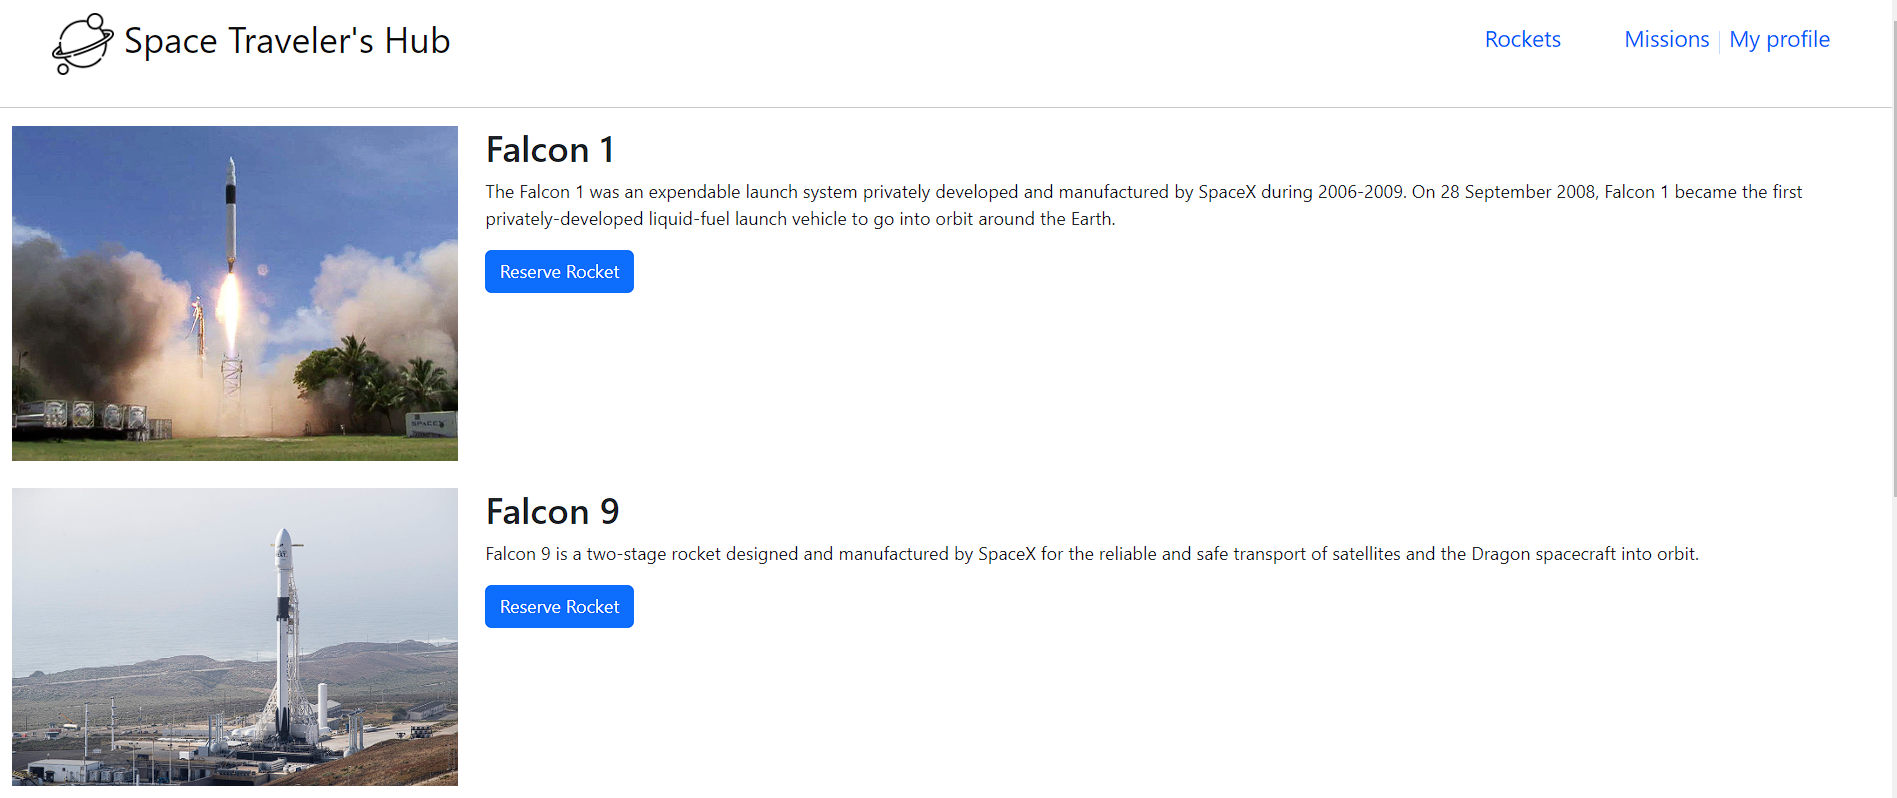 Space Traveler's Hub
Rockets Missions My profile
Falcon 1
The Falcon 1 was an expendable launch system privately developed and manufactured by SpaceX during 2006-2009. On 28 September 2008, Falcon 1 became the first
privately-developed liquid-fuel launch vehicle to go into orbit around the Earth.
Reserve Rocket
SPACEX
Falcon 9
Falcon 9 is a two-stage rocket designed and manufactured by SpaceX for the reliable and safe transport of satellites and the Dragon spacecraft into orbit.
Reserve Rocket